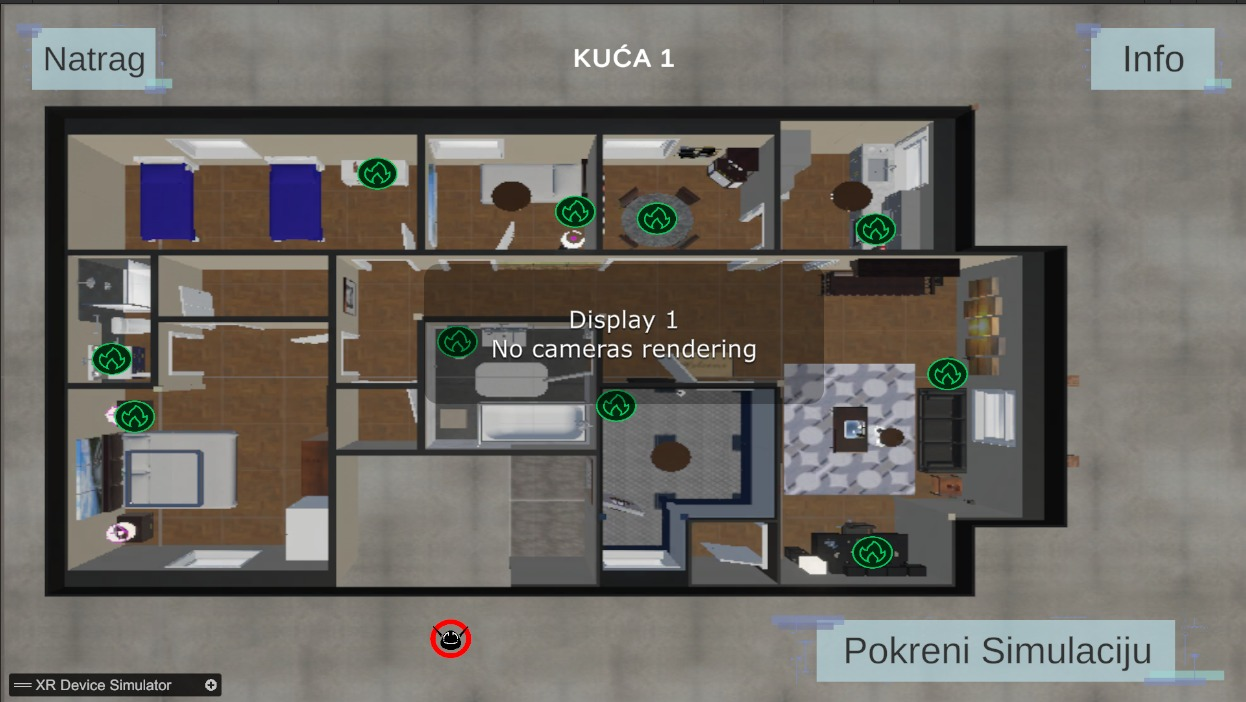 Natrag
KUĆA 1
Info
Display 1
No cameras rendering
Pokreni Simulaciju
XR Device Simulator